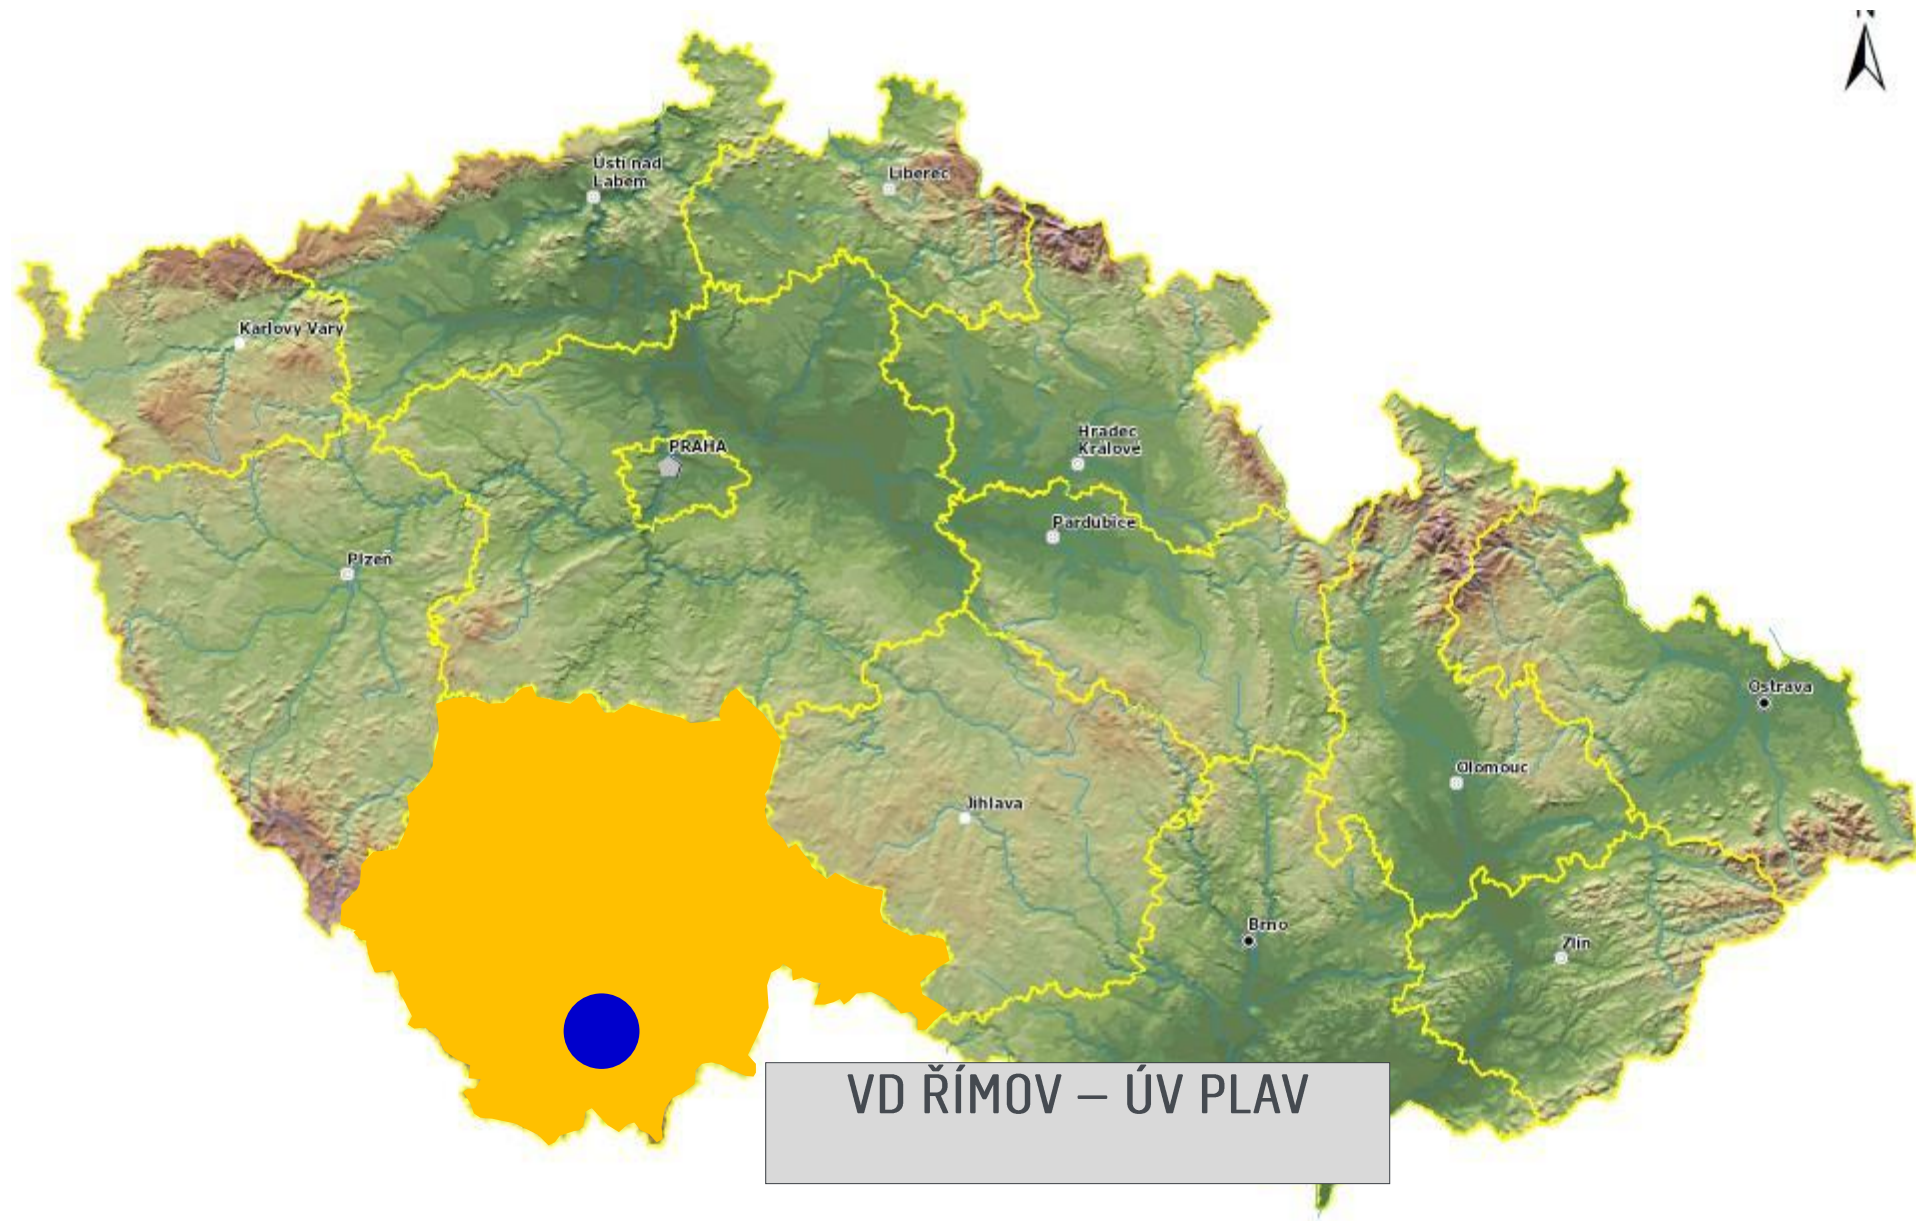 N
Ústí nad
Labem
Liberec
Karlovy Vary
PRAHA
Hradec
Králové
Pardubice
Plzeň
Ostrava
Olomouc
Jihlava
Brno
Zlín
VD ŘÍMOV – ÚV PLAV